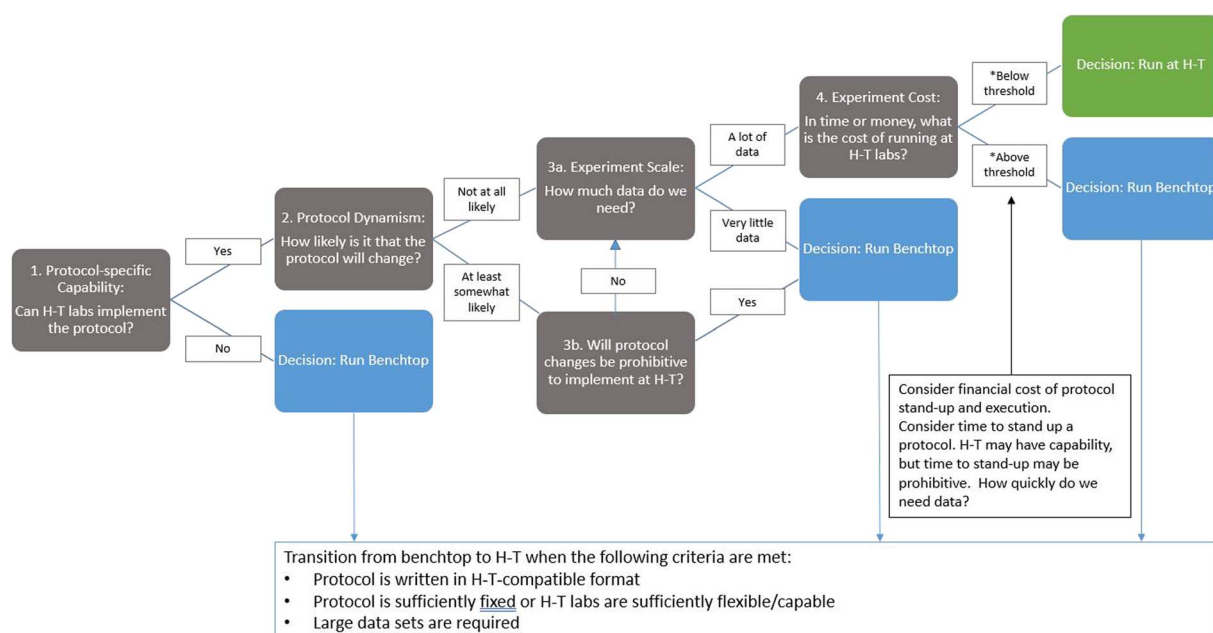 1. Protocol-specific
Capability:
Can H-T labs implement
the protocol?
Yes
No
2. Protocol Dynamism:
How likely is it that the
protocol will change?
Decision: Run Benchtop
Not at all
likely
At least
somewhat
likely
3a. Experiment Scale:
How much data do we
need?
No
3b. Will protocol
changes be prohibitive
to implement at H-T?
A lot of
data
Very little
data
Yes
4. Experiment Cost:
In time or money, what
is the cost of running at
H-T labs?
Decision: Run Benchtop
*Below
threshold
*Above
threshold
Decision: Run at H-T
Decision: Run Benchtop
Consider financial cost of protocol
stand-up and execution.
Consider time to stand up a
protocol. H-T may have capability,
but time to stand-up may be
prohibitive.  How quickly do we
need data?
Transition from benchtop to H-T when the following criteria are met:
• Protocol is written in H-T-compatible format
• Protocol is sufficiently fixed or H-T labs are sufficiently flexible/capable
• Large data sets are required